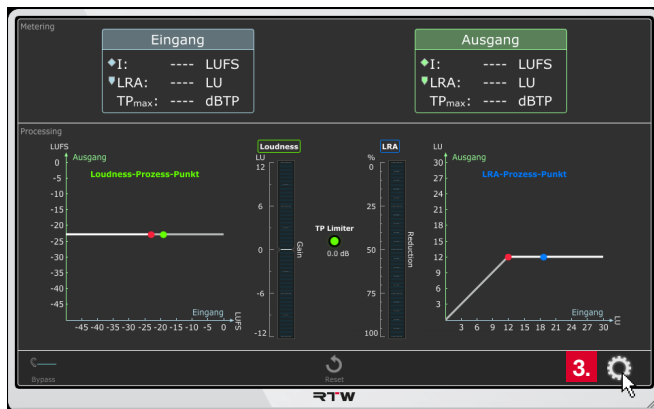 Metering
Eingang
I: ---- LUFS
LRA: ---- LU
TPmax: ---- dBTP
Ausgang
I: ---- LUFS
LRA: ---- LU
TPmax: ---- dBTP
Processing
LUFS
Ausgang
Loudness-Prozess-Punkt
0
-5
-10
-15
-20
-25
-30
-35
-40
-45
Eingang
-45 -40 -35 -30 -25 -20 -15 -10 -5 0
LUFS
Loudness
LU
12
6
0
-6
-12
Gain
TP Limiter
0.0 dB
LRA
%
0
25
50
75
100
Reduction
LU
Ausgang
LRA-Prozess-Punkt
30
27
24
21
18
15
12
9
6
3
Eingang
3 6 9 12 15 18 21 24 27 30
LU
Bypass
Reset
3.
RTW